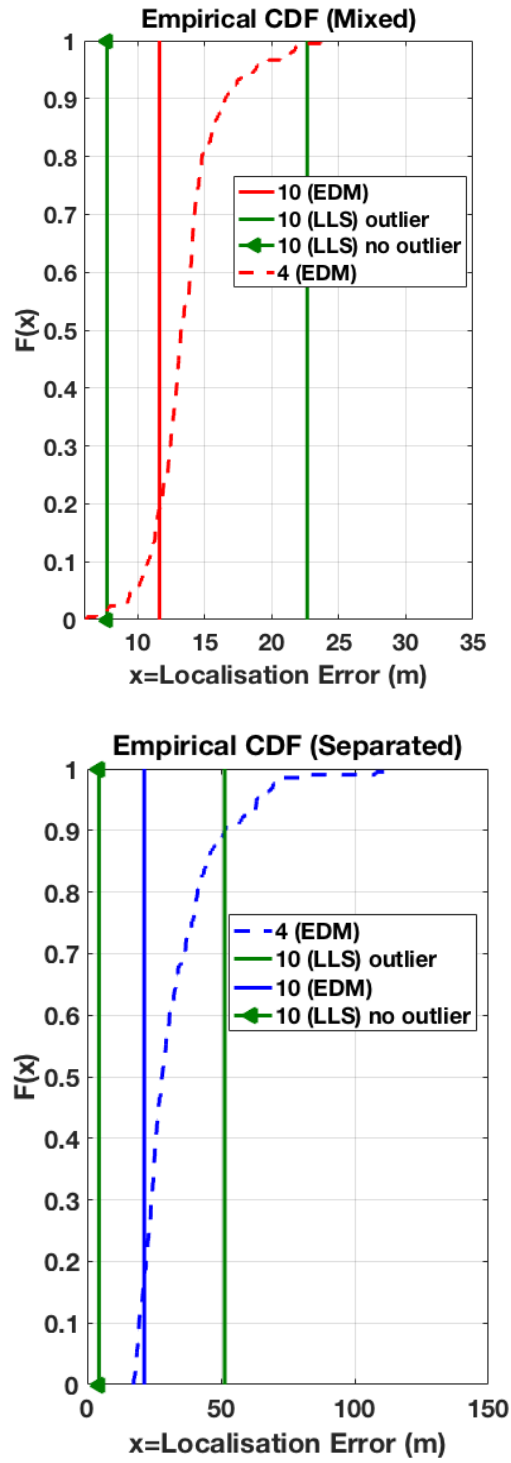 Empirical CDF (Mixed)
1
0.9
0.8
0.7
0.6
0.5
0.4
0.3
0.2
0.1
0
F(x)
10 (EDM)
10 (LLS) outlier
10 (LLS) no outlier
4 (EDM)
10 15 20 25 30 35
x=Localisation Error (m)
Empirical CDF (Separated)
1
0.9
0.8
0.7
0.6
0.5
0.4
0.3
0.2
0.1
0
F(x)
4 (EDM)
10 (LLS) outlier
10 (EDM)
10 (LLS) no outlier
0 50 100 150
x=Localisation Error (m)